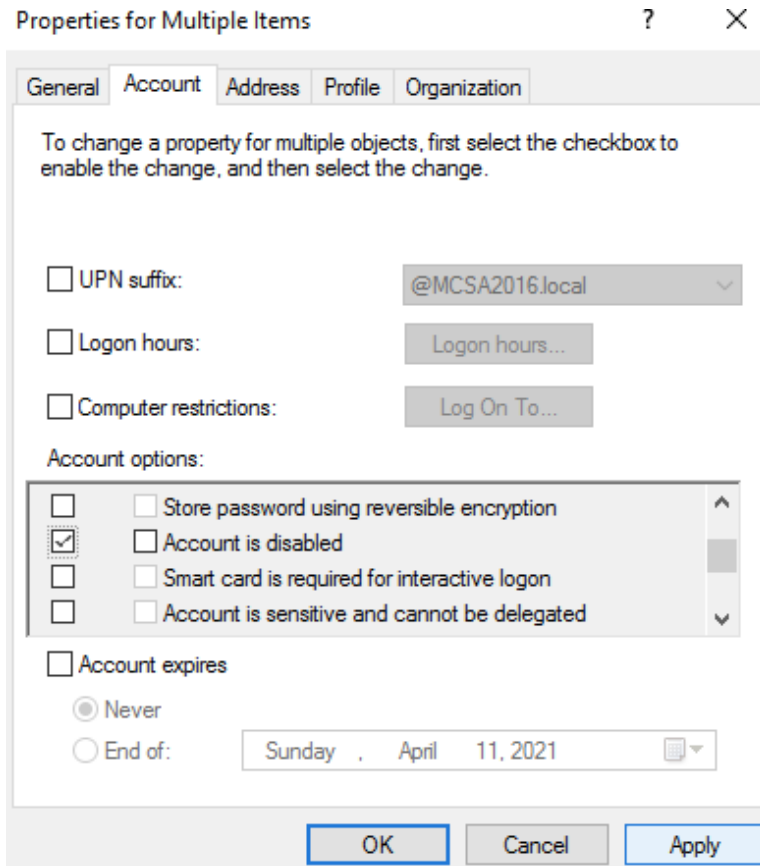 Properties for Multiple Items ? X
General Account Address Profile Organization
To change a property for multiple objects, first select the checkbox to
enable the change, and then select the change.
UPN suffix: @MCSA2016.local
Logon hours: Logon hours...
Computer restrictions: Log On To...
Account options:
Store password using reversible encryption
Account is disabled
Smart card is required for interactive logon
Account is sensitive and cannot be delegated
Account expires
Never
End of: Sunday , April 11, 2021
OK Cancel Apply